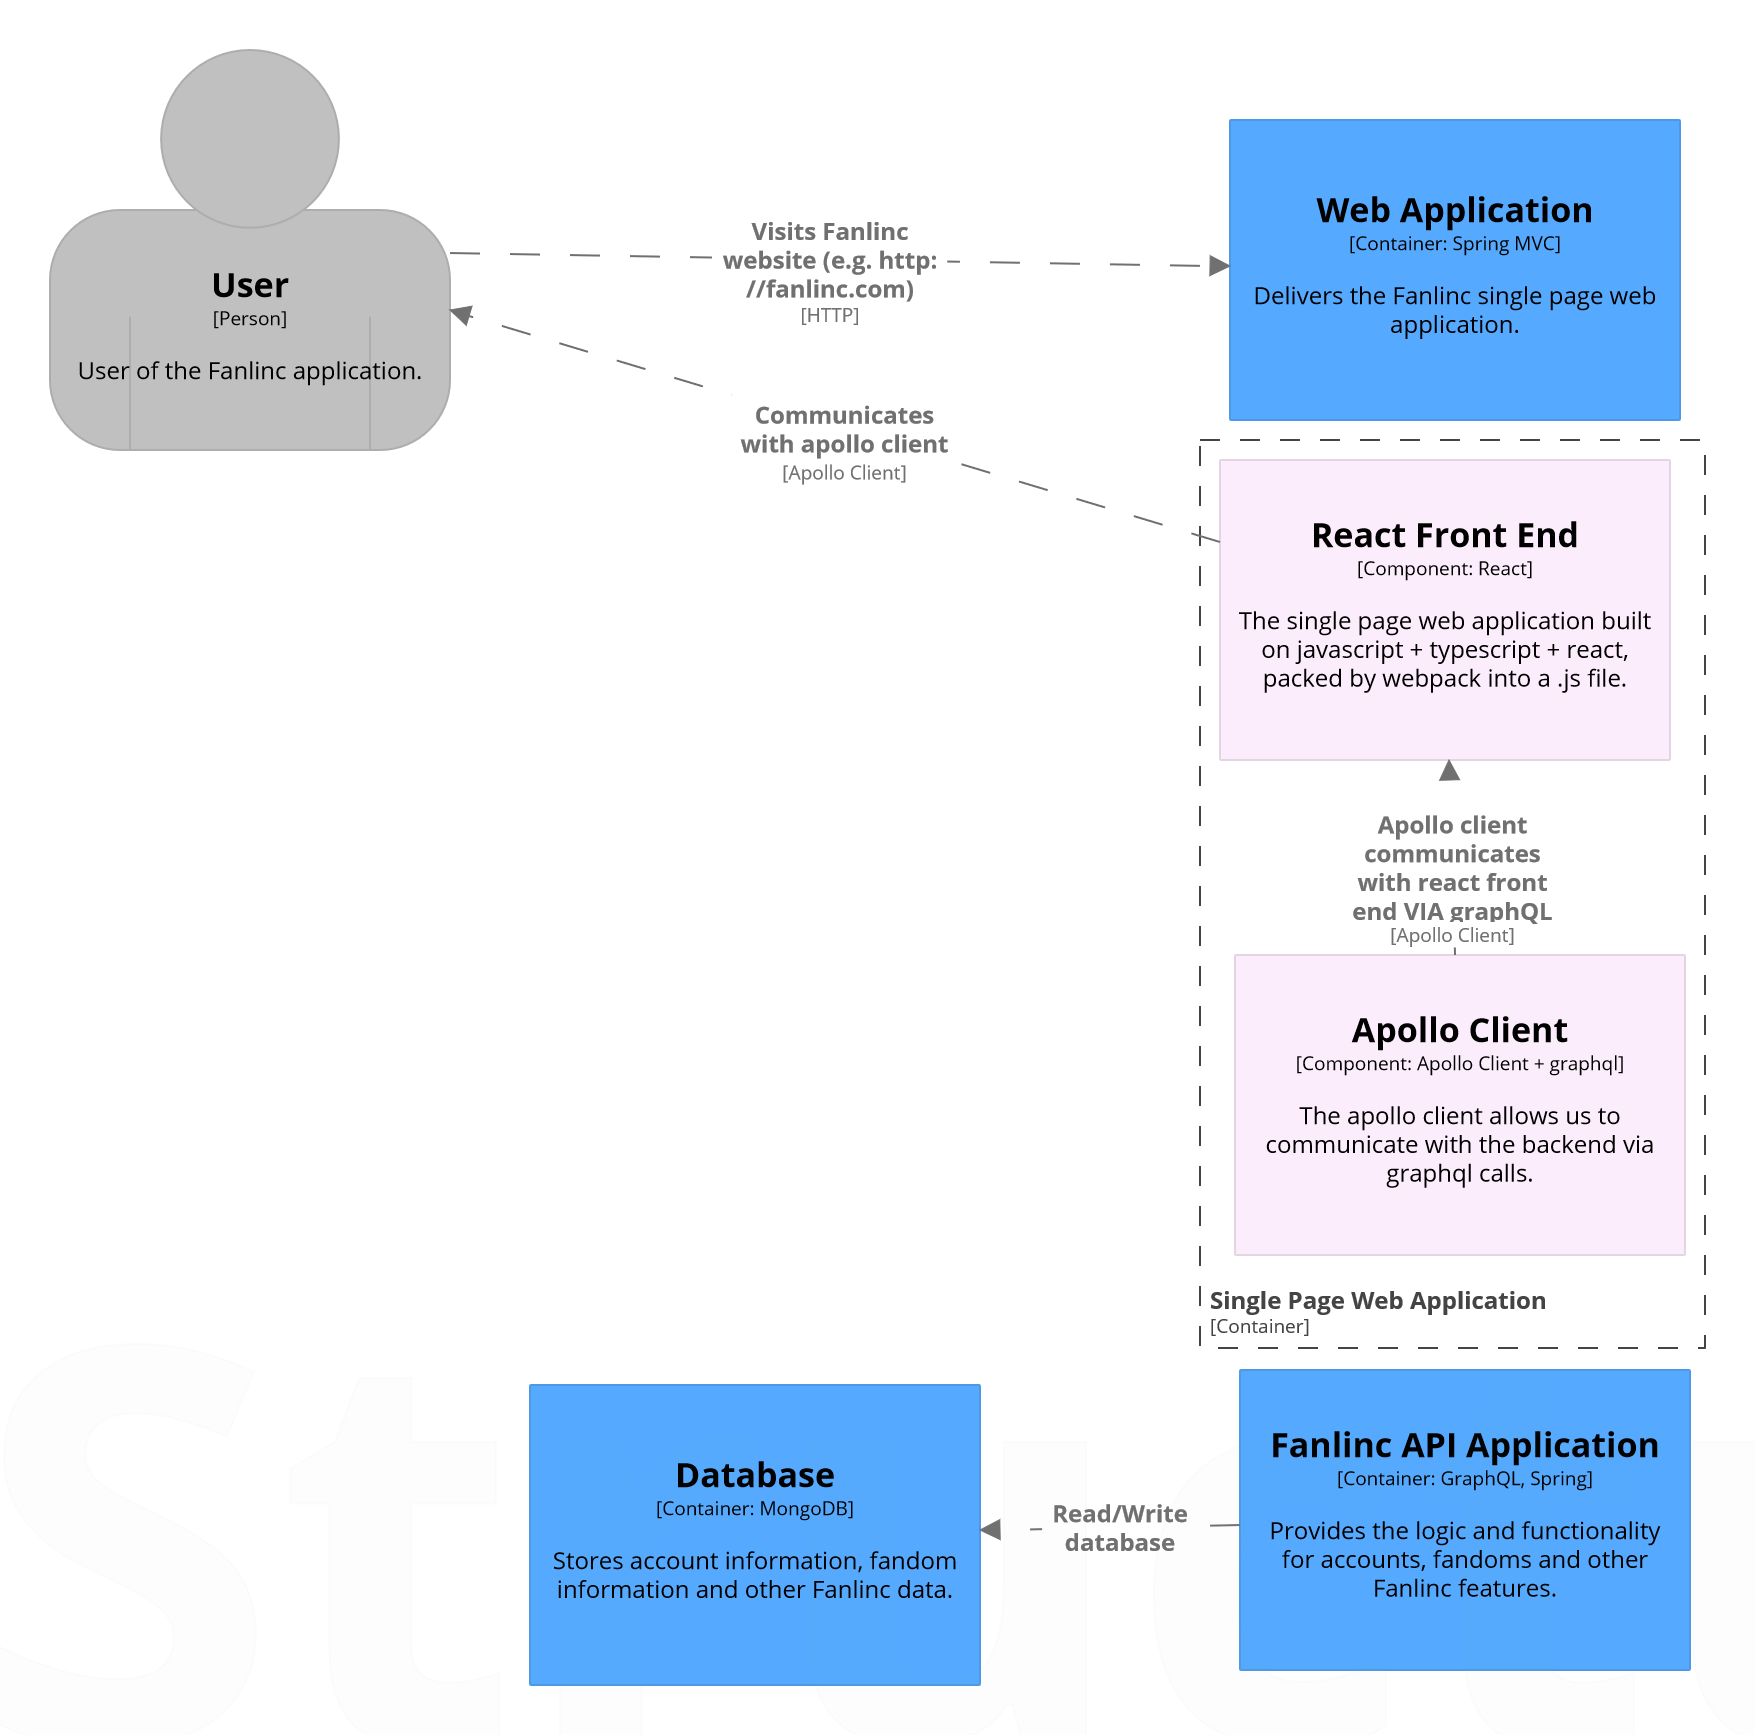 User
[Person]
User of the Fanlinc application.
Visits Fanlinc
website (e.g. http:
//fanlinc.com)
[HTTP]
Web Application
[Container: Spring MVC]
Delivers the Fanlinc single page web
application.
Communicates
with apollo client
[Apollo Client]
React Front End
[Component: React]
The single page web application built
on javascript + typescript + react,
packed by webpack into a .js file.
Apollo client
communicates
with react front
end VIA graphQL
[Apollo Client]
Apollo Client
[Component: Apollo Client + graphql]
The apollo client allows us to
communicate with the backend via
graphql calls.
Single Page Web Application
[Container]
Database
[Container: MongoDB]
Stores account information, fandom
information and other Fanlinc data.
Read/Write
database
Fanlinc API Application
[Container: GraphQL, Spring]
Provides the logic and functionality
for accounts, fandoms and other
Fanlinc features.